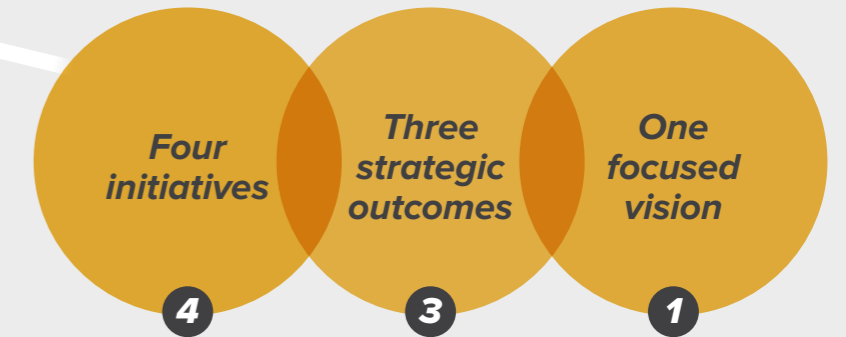 Four
initiatives
Three
strategic
outcomes
One
focused
vision
4
3
1